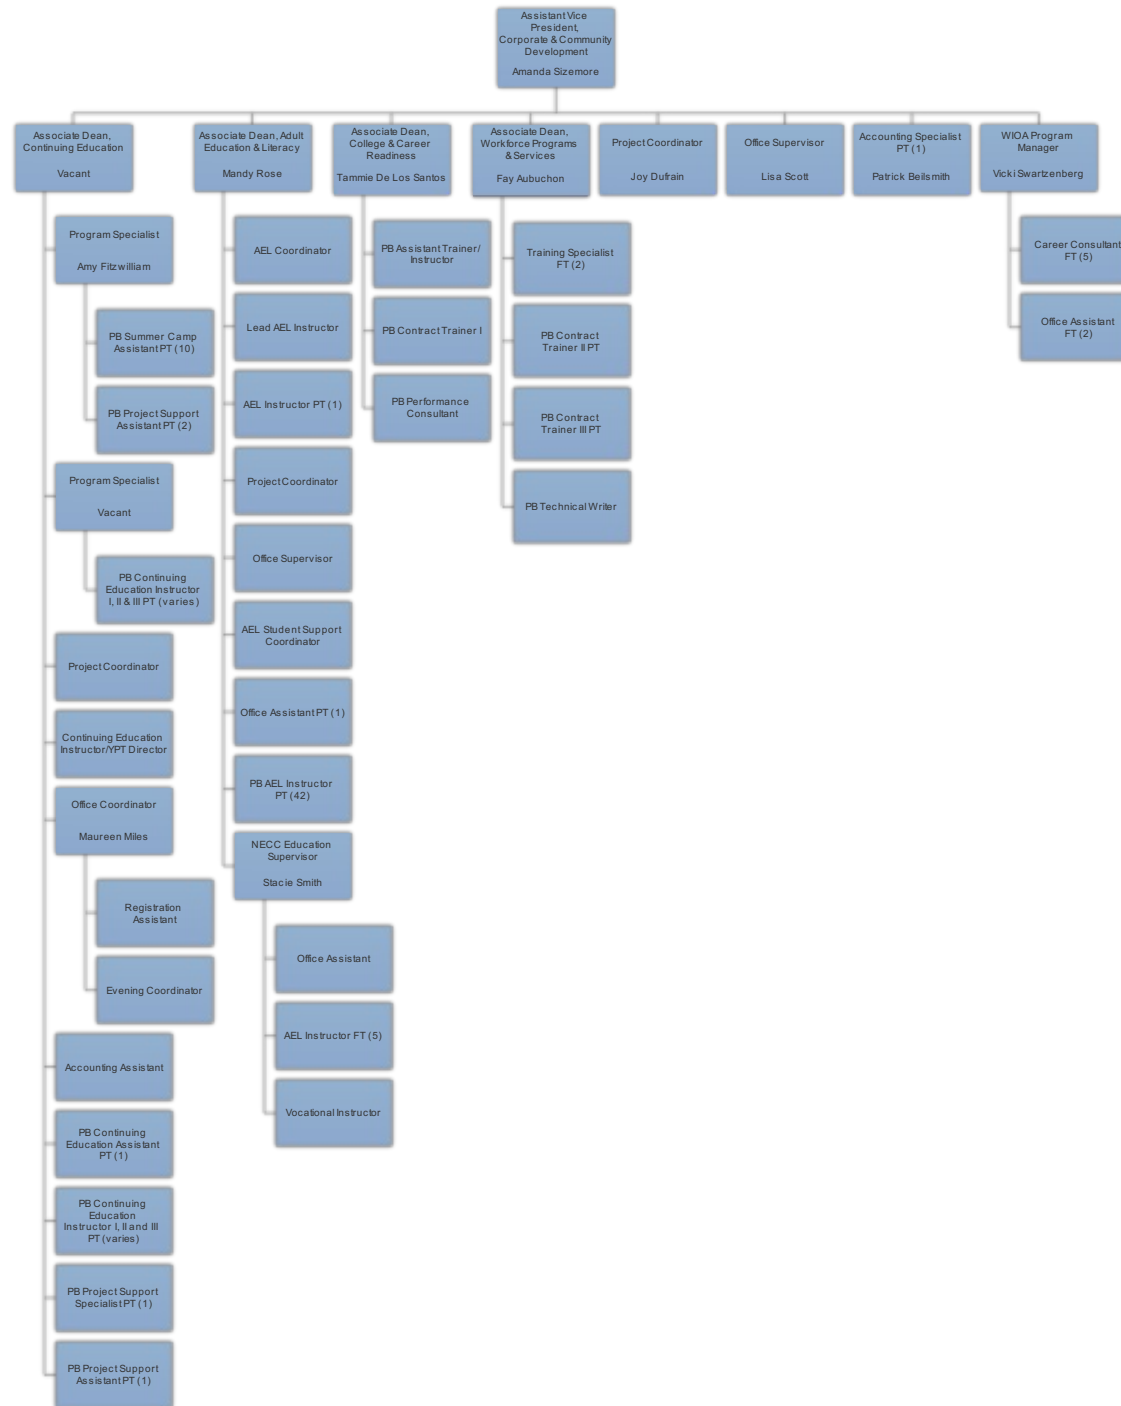 Assistant Vice
President,
Corporate & Community
Development
Amanda Sizemore
Associate Dean,
Continuing Education
Vacant
Associate Dean, Adult
Education & Literacy
Mandy Rose
Associate Dean,
College & Career
Readiness
Tammie De Los Santos
Associate Dean,
Workforce Programs
& Services
Fay Aubuchon
Project Coordinator
Joy Dufrain
Office Supervisor
Lisa Scott
Accounting Specialist
PT (1)
Patrick Beilsmith
WIOA Program
Manager
Vicki Swartzenberg
Program Specialist
Amy Fitzwilliam
PB Summer Camp
Assistant PT (10)
PB Project Support
Assistant PT (2)
Program Specialist
Vacant
PB Continuing
Education Instructor
I, II & III PT (varies)
Project Coordinator
Continuing Education
Instructor/YPT Director
Office Coordinator
Maureen Miles
Registration
Assistant
Evening Coordinator
Accounting Assistant
PB Continuing
Education Assistant
PT (1)
PB Continuing
Education
Instructor I, II and III
PT (varies)
PB Project Support
Specialist PT (1)
PB Project Support
Assistant PT (1)
AEL Coordinator
Lead AEL Instructor
AEL Instructor PT (1)
Project Coordinator
Office Supervisor
AEL Student Support
Coordinator
Office Assistant PT (1)
PB AEL Instructor
PT (42)
NECC Education
Supervisor
Stacie Smith
Office Assistant
AEL Instructor FT (5)
Vocational Instructor
PB Assistant Trainer/
Instructor
PB Contract Trainer I
PB Performance
Consultant
Training Specialist
FT (2)
PB Contract
Trainer II PT
PB Contract
Trainer III PT
PB Technical Writer
Career Consultant
FT (5)
Office Assistant
FT (2)